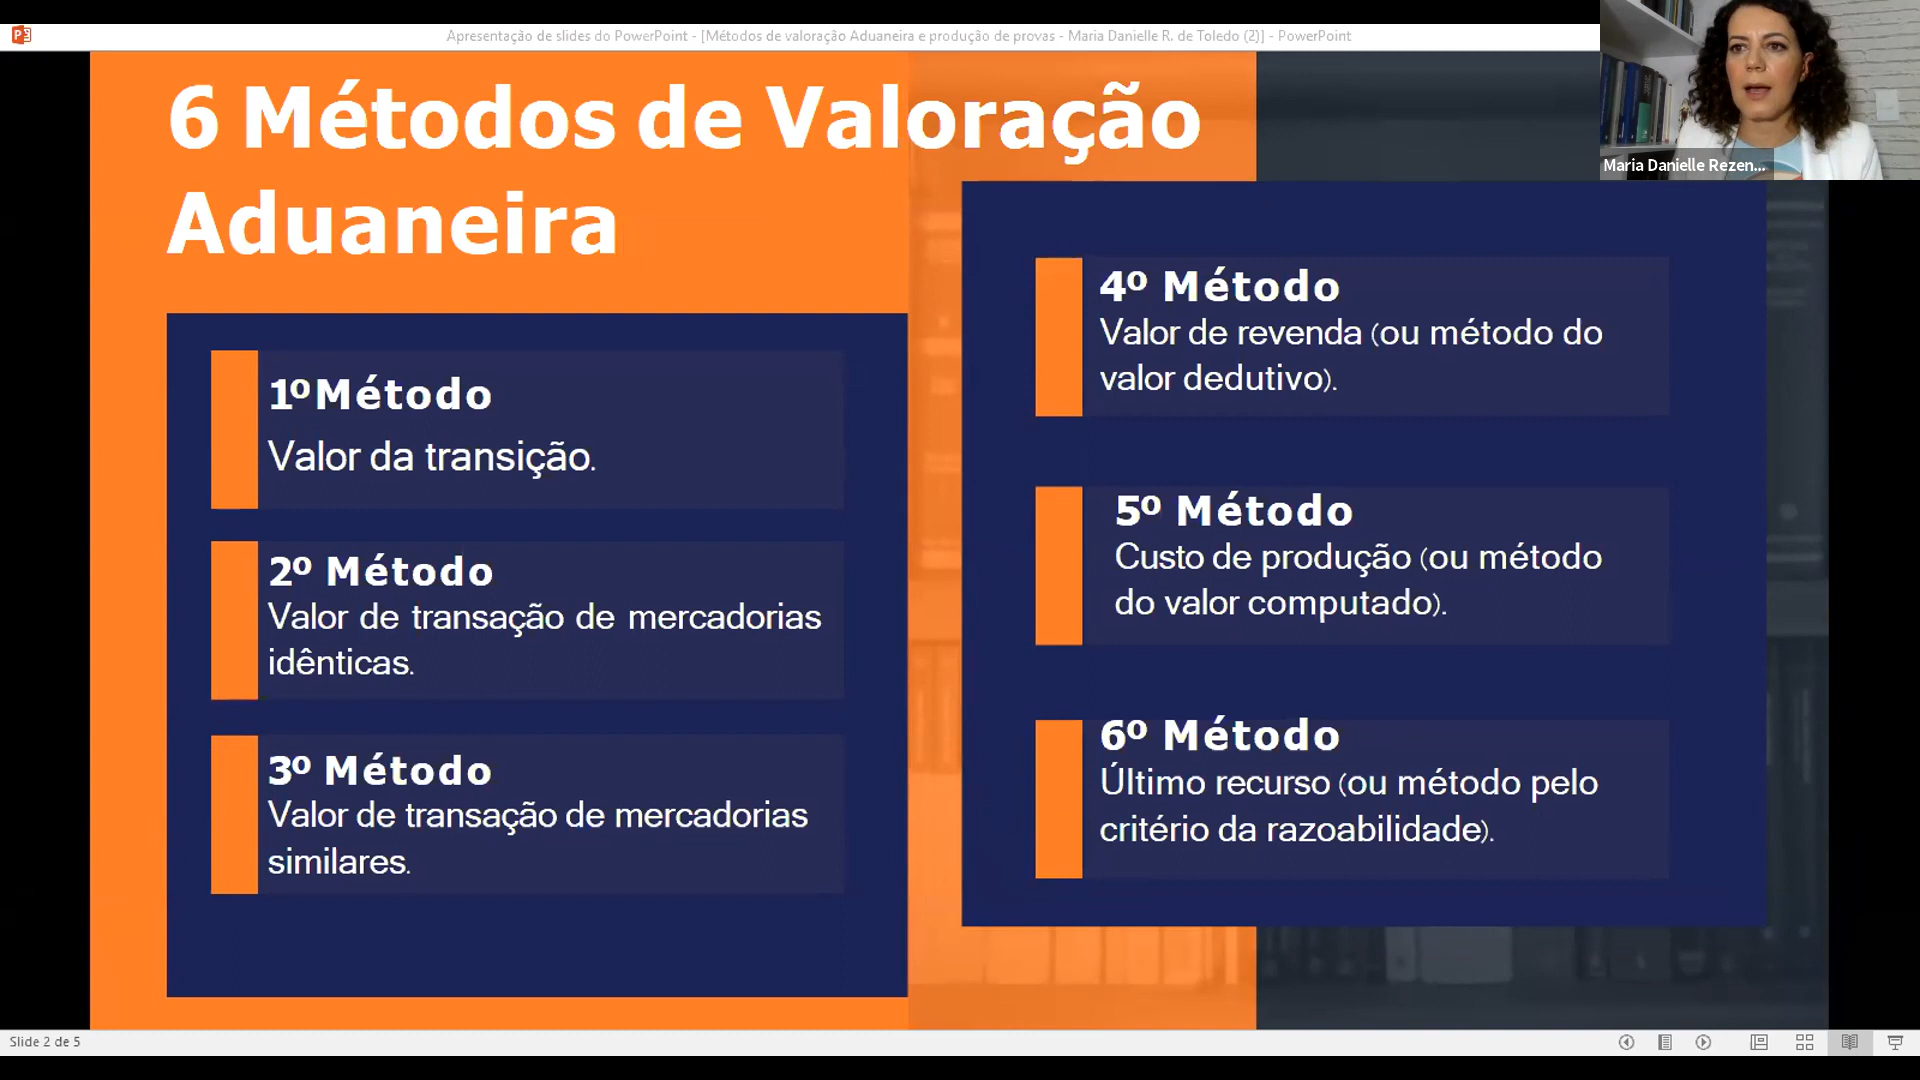 Apresentação de slides do PowerPoint - [Métodos de valoração Aduaneira e produção de provas - Maria Danielle R. de Toledo (2)] - PowerPoint
Maria Danielle Rezen...
6 Métodos de Valoração
Aduaneira
1ºMétodo
Valor da transição.
2º Método
Valor de transação de mercadorias
idênticas.
3º Método
Valor de transação de mercadorias
similares.
4º Método
Valor de revenda (ou método do
valor dedutivo).
5º Método
Custo de produção (ou método
do valor computado).
6º Método
Último recurso (ou método pelo
critério da razoabilidade).
Slide 2 de 5